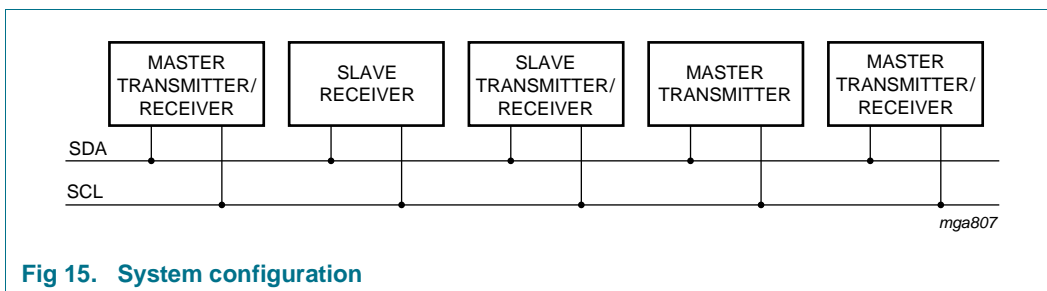 MASTER
TRANSMITTER/
RECEIVER
SLAVE
RECEIVER
SLAVE
TRANSMITTER/
RECEIVER
MASTER
TRANSMITTER
MASTER
TRANSMITTER/
RECEIVER
SDA
SCL
mga807
Fig 15. System configuration